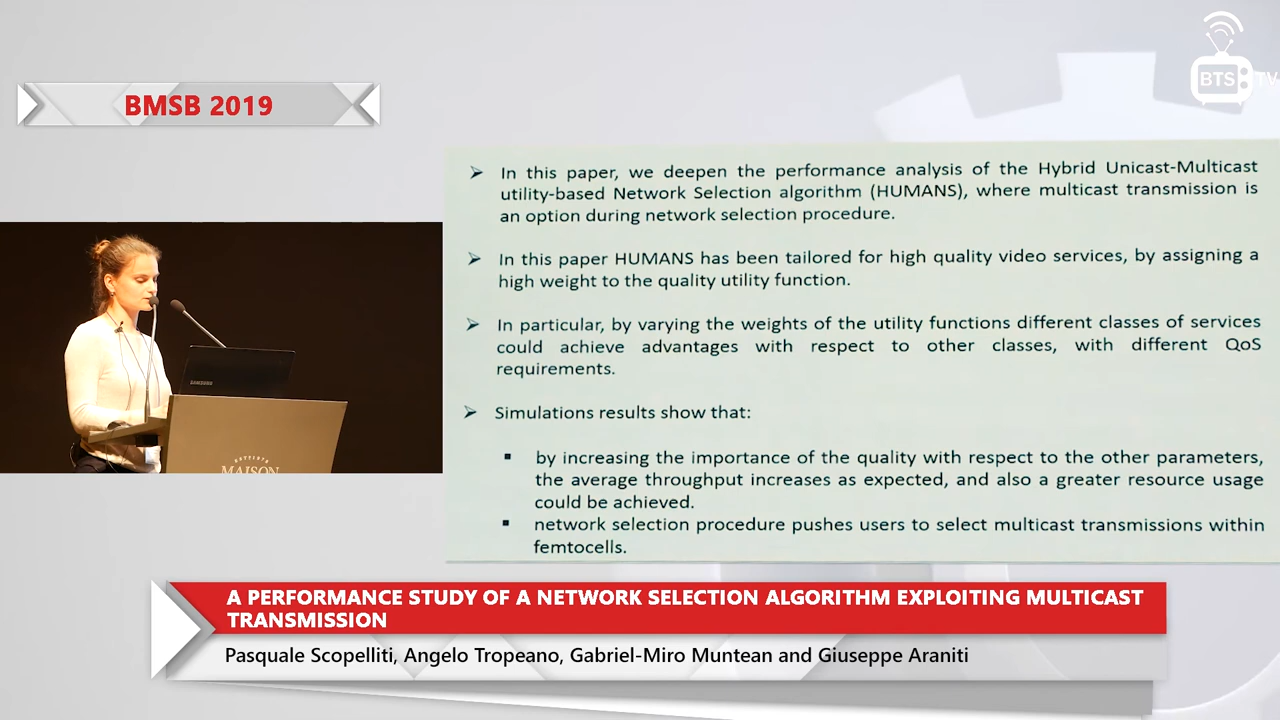 BTS TV
BMSB 2019
In this paper, we deepen the performance analysis of the Hybrid Unicast-Multicast
utility-based Network Selection algorithm (HUMANS), where multicast transmission is
an option during network selection procedure.
In this paper HUMANS has been tailored for high quality video services, by assigning a
high weight to the quality utility function.
In particular, by varying the weights of the utility functions different classes of services
could achieve advantages with respect to other classes, with different QoS
requirements.
Simulations results show that:
by increasing the importance of the quality with respect to the other parameters,
the average throughput increases as expected, and also a greater resource usage
could be achieved.
network selection procedure pushes users to select multicast transmissions within
femtocells.
SAMSUNG
MAISON
A PERFORMANCE STUDY OF A NETWORK SELECTION ALGORITHM EXPLOITING MULTICAST
TRANSMISSION
Pasquale Scopelliti, Angelo Tropeano, Gabriel-Miro Muntean and Giuseppe Araniti